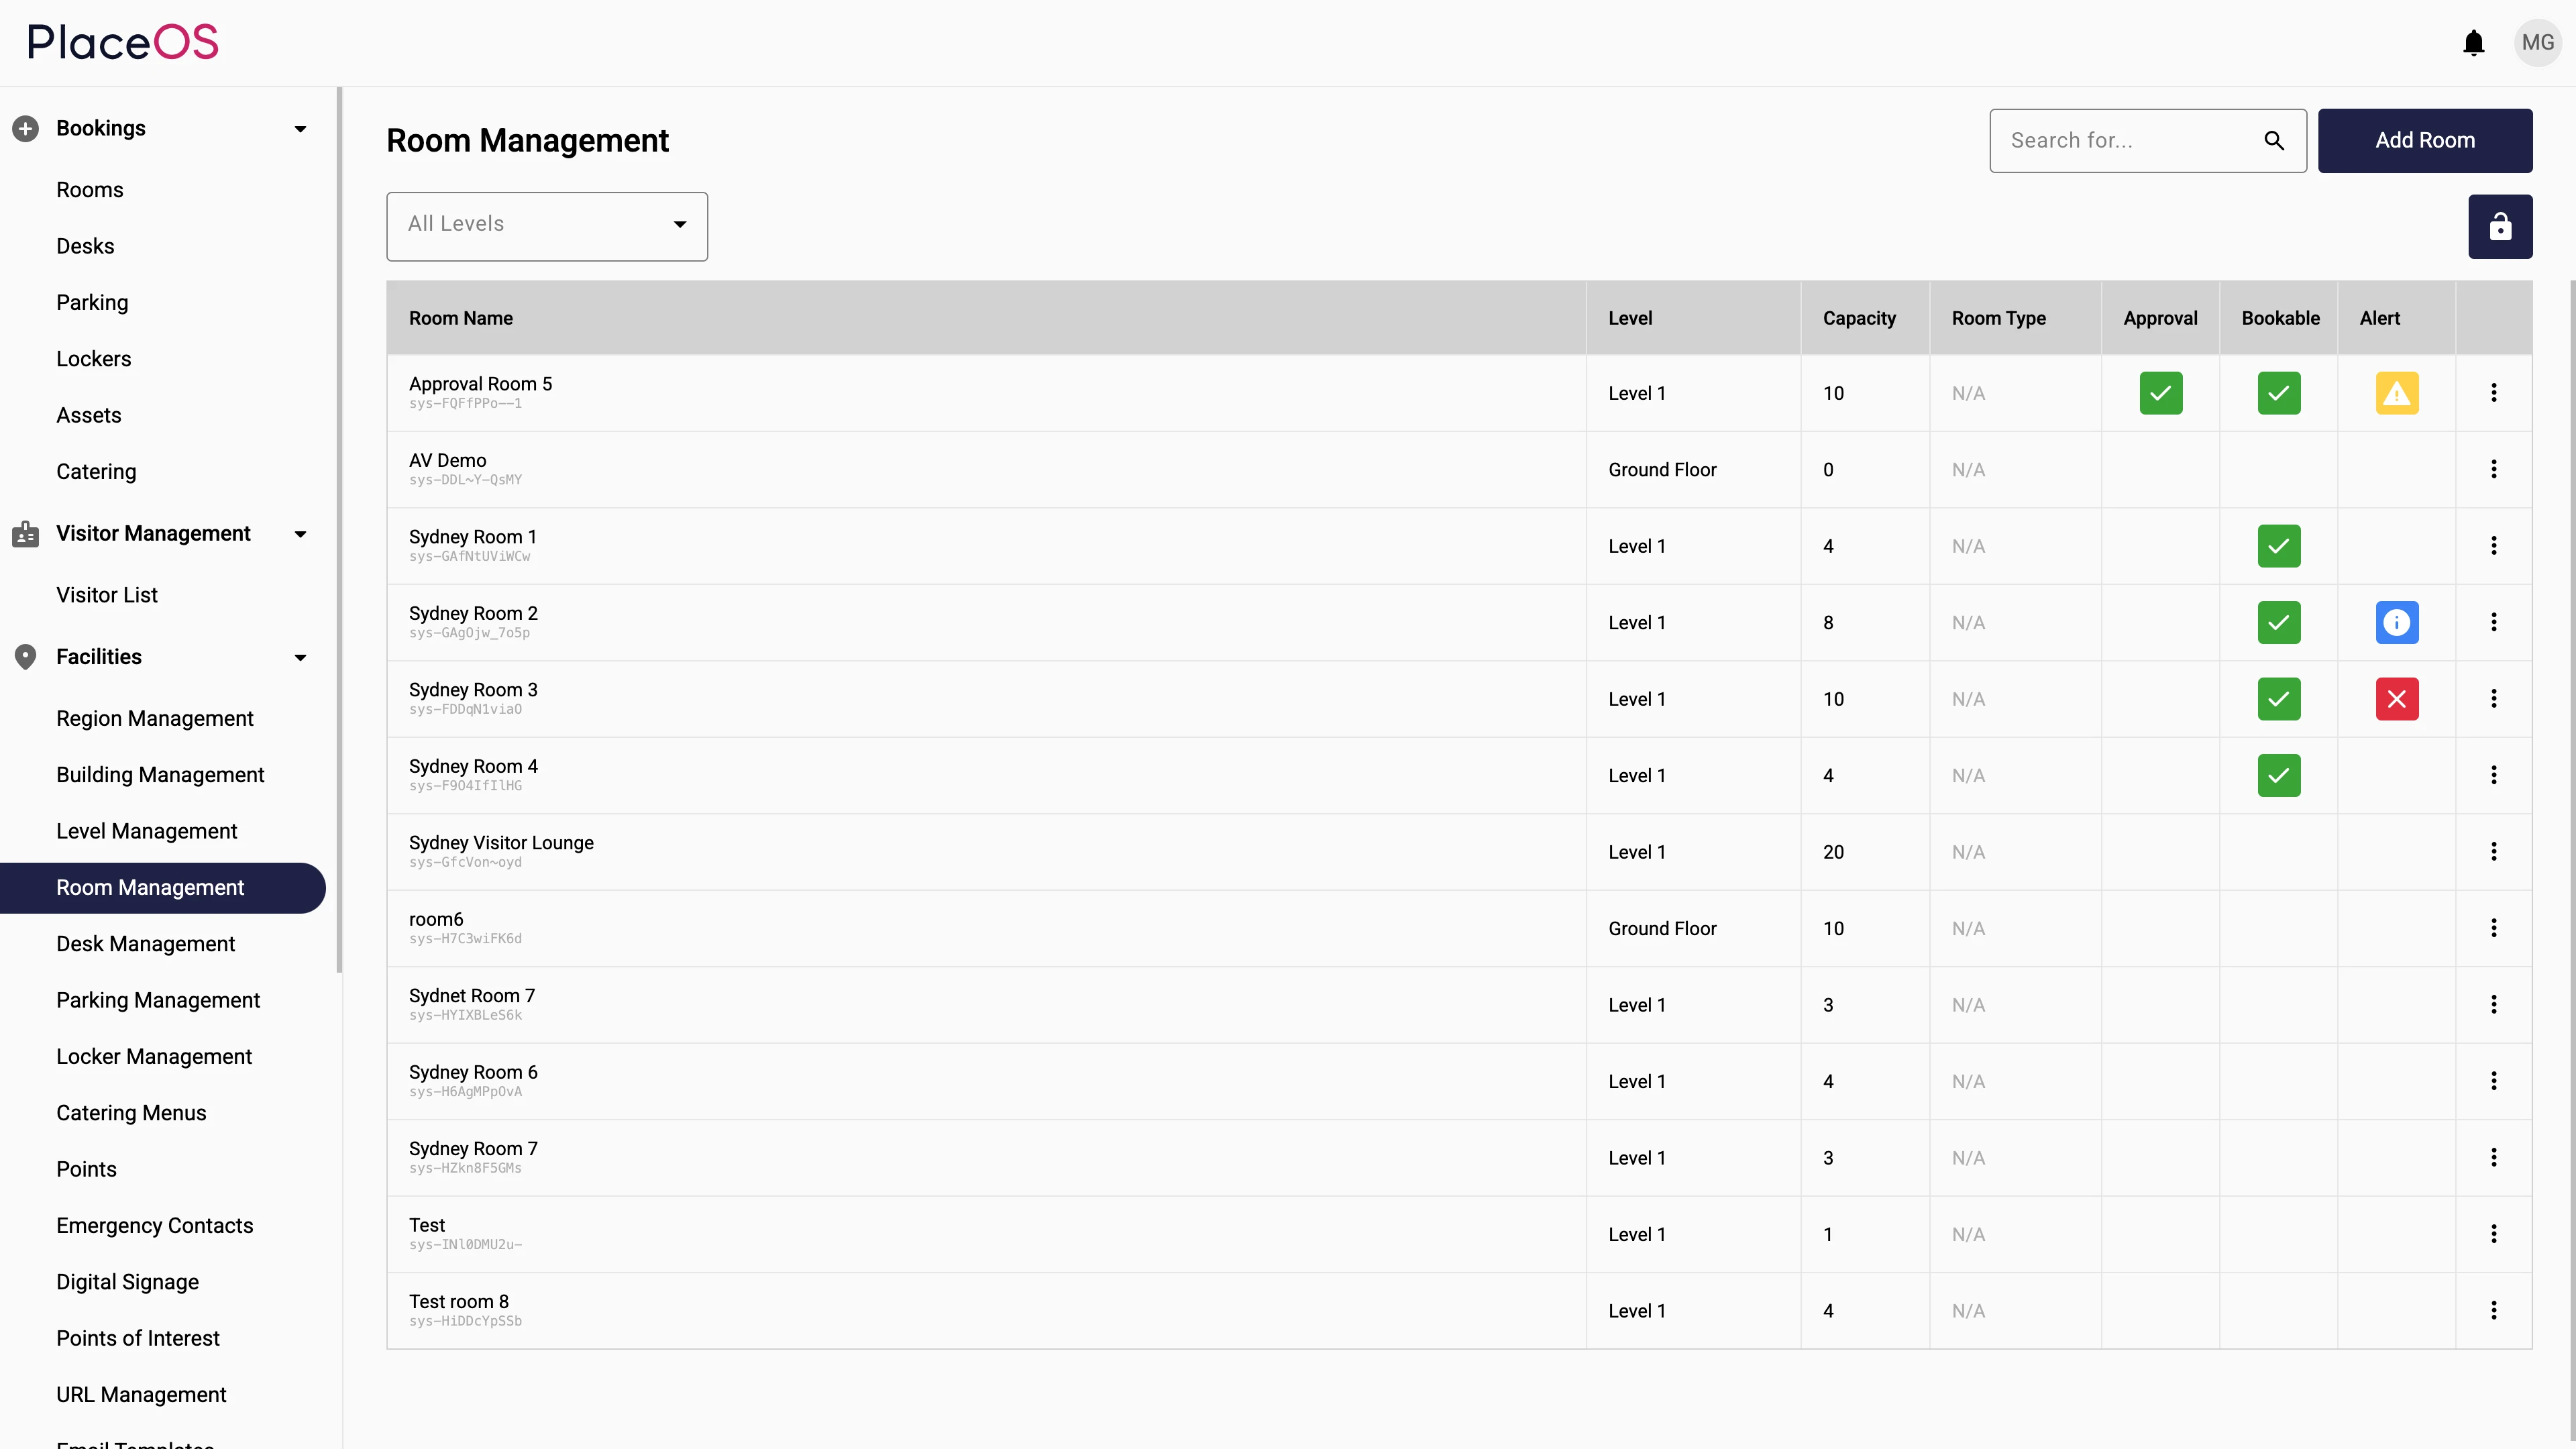 PlaceOS
MG
Bookings
Rooms
Desks
Parking
Lockers
Assets
Catering
Visitor Management
Visitor List
Facilities
Region Management
Building Management
Level Management
Room Management
Desk Management
Parking Management
Locker Management
Catering Menus
Points
Emergency Contacts
Digital Signage
Points of Interest
URL Management
Email Templates
Room Management
Search for...
Add Room
All Levels
Room Name Level Capacity Room Type Approval Bookable Alert
Approval Room 5
sys-FQFfPPo--1
Level 1 10 N/A
AV Demo
sys-DDL~Y-QsMY
Ground Floor 0 N/A
Sydney Room 1
sys-GAfNtUViWCw
Level 1 4 N/A
Sydney Room 2
sys-GAgOjw_7o5p
Level 1 8 N/A
Sydney Room 3
sys-FDDqN1viaO
Level 1 10 N/A
Sydney Room 4
sys-F9O4IfIlHG
Level 1 4 N/A
Sydney Visitor Lounge
sys-GfcVon~oyd
Level 1 20 N/A
room6
sys-H7C3wiFK6d
Ground Floor 10 N/A
Sydnet Room 7
sys-HYIXBLeS6k
Level 1 3 N/A
Sydney Room 6
sys-H6AgMPpOvA
Level 1 4 N/A
Sydney Room 7
sys-HZkn8F5GMs
Level 1 3 N/A
Test
sys-INl0DMU2u-
Level 1 1 N/A
Test room 8
sys-HiDDcYpSSb
Level 1 4 N/A